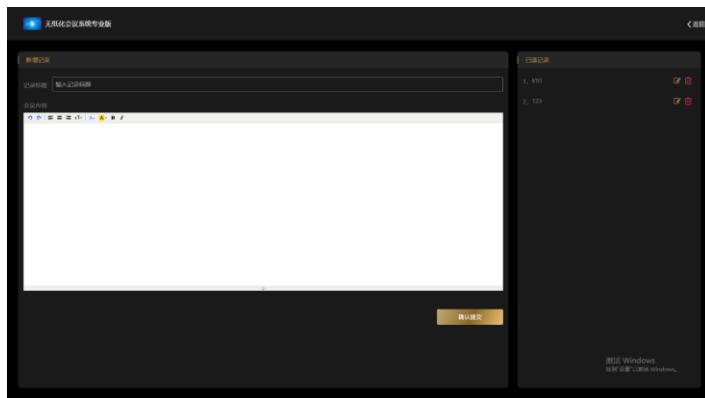 无纸化会议系统专业版
返回
新增记录
记录标题 输入记录标题
会议内容
确认提交
已添记录
1、
2、123
激活 Windows
转到"设置"以激活 Windows。